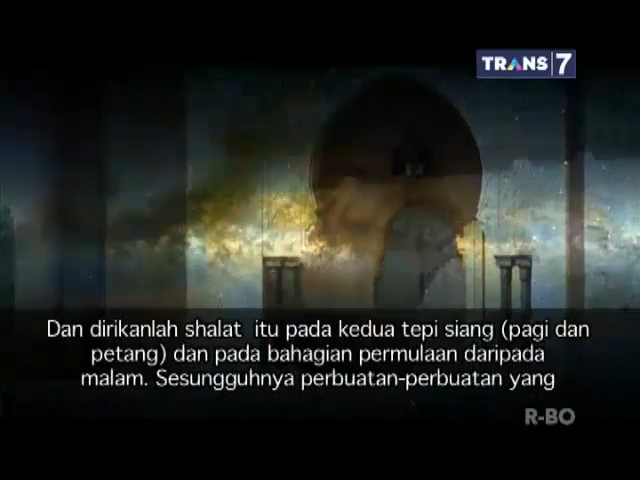 TRANS 7
Dan dirikanlah shalat itu pada kedua tepi siang (pagi dan
petang) dan pada bahagian permulaan daripada
malam. Sesungguhnya perbuatan-perbuatan yang
R-BO